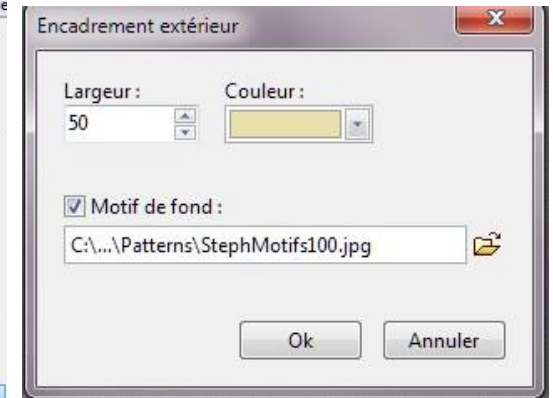 Encadrement extérieur
Largeur : Couleur :
50
Motif de fond :
C:\...\Patterns\StephMotifs100.jpg
Ok Annuler